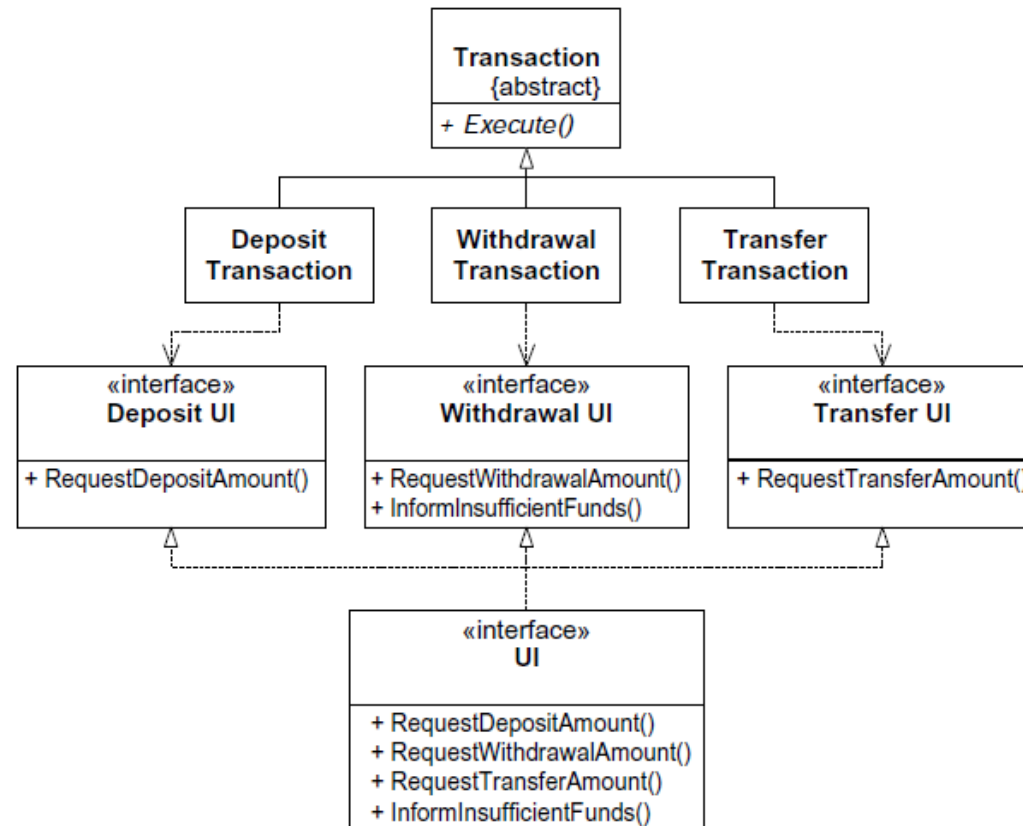 Transaction
{abstract}
+ Execute()
Deposit
Transaction
Withdrawal
Transaction
Transfer
Transaction
«interface»
Deposit UI
+ RequestDepositAmount()
«interface»
Withdrawal UI
+ RequestWithdrawalAmount()
+ InformInsufficientFunds()
«interface»
Transfer UI
+ RequestTransferAmount()
«interface»
UI
+ RequestDepositAmount()
+ RequestWithdrawalAmount()
+ RequestTransferAmount()
+ InformInsufficientFunds()